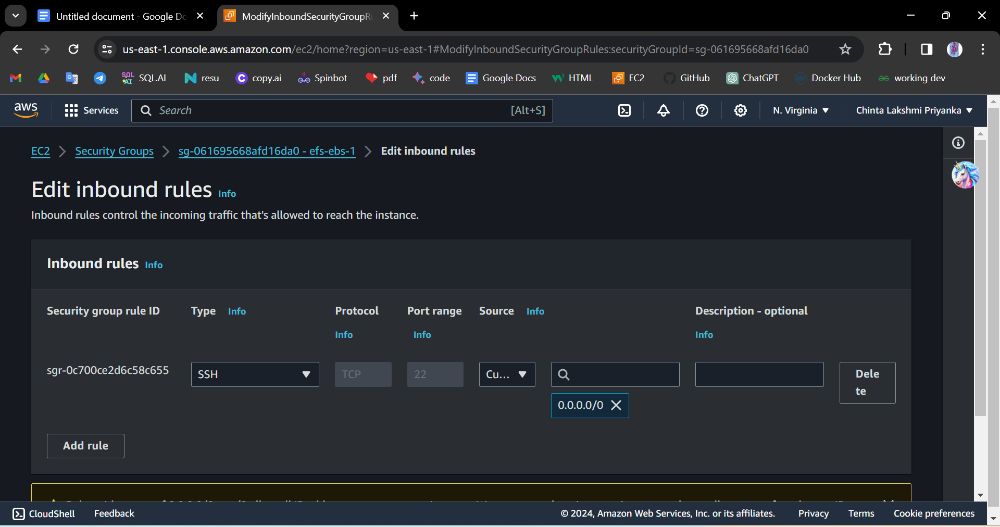 Untitled document - Google Do
ModifyInboundSecurityGroupRu
us-east-1.console.aws.amazon.com/ec2/home?region=us-east-1#ModifyInboundSecurityGroupRules:securityGroupId=sg-061695668afd16da0
SQL AI SQLAI resu copy.ai Spinbot pdf code Google Docs HTML EC2 GitHub ChatGPT Docker Hub working dev
aws Services Search [Alt+S] N. Virginia Chinta Lakshmi Priyanka
EC2 Security Groups sg-061695668afd16da0 - efs-ebs-1 Edit inbound rules
Edit inbound rules Info
Inbound rules control the incoming traffic that's allowed to reach the instance.
Inbound rules Info
Security group rule ID Type Info Protocol Port range Source Info Description - optional
Info Info Info
sgr-0c700ce2d6c58c655 SSH TCP 22 Cu... Dele
te
0.0.0.0/0
Add rule
CloudShell Feedback © 2024, Amazon Web Services, Inc. or its affiliates. Privacy Terms Cookie preferences